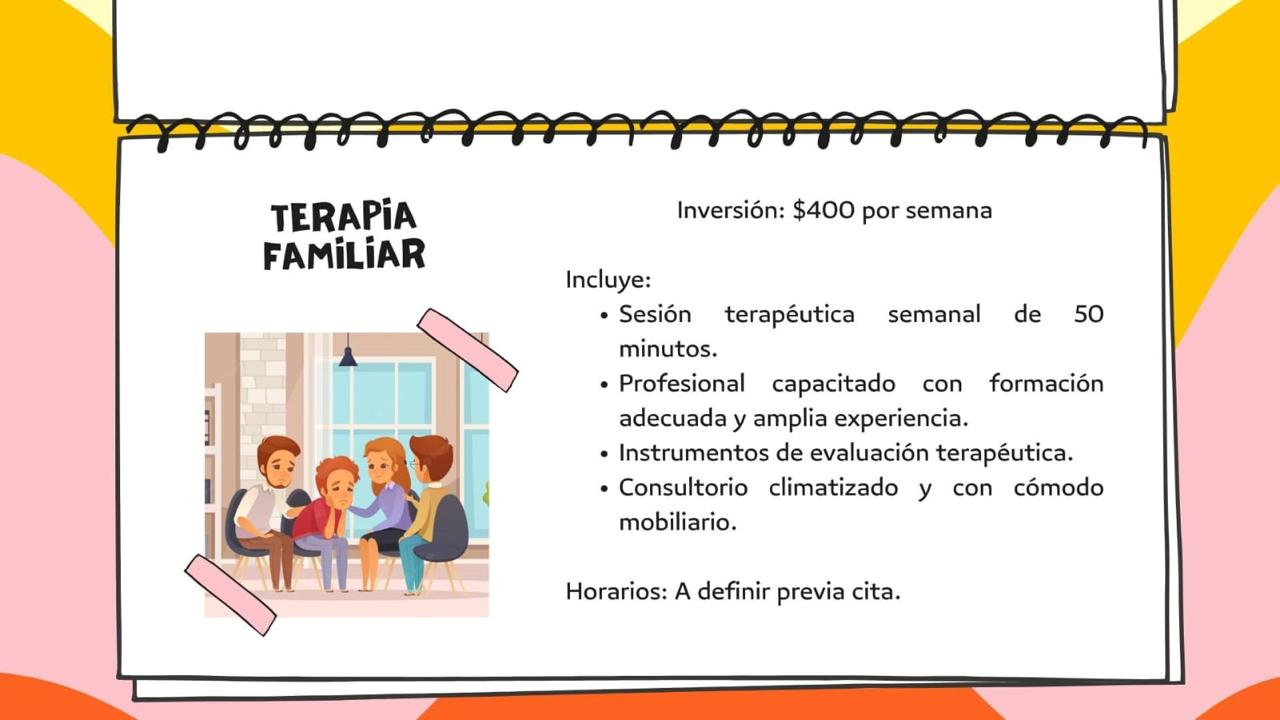 TERAPIA
FAMILIAR
Inversión: $400 por semana
Incluye:
• Sesión terapéutica semanal de 50
minutos.
• Profesional capacitado con formación
adecuada y amplia experiencia.
• Instrumentos de evaluación terapéutica.
• Consultorio climatizado y con cómodo
mobiliario.
Horarios: A definir previa cita.